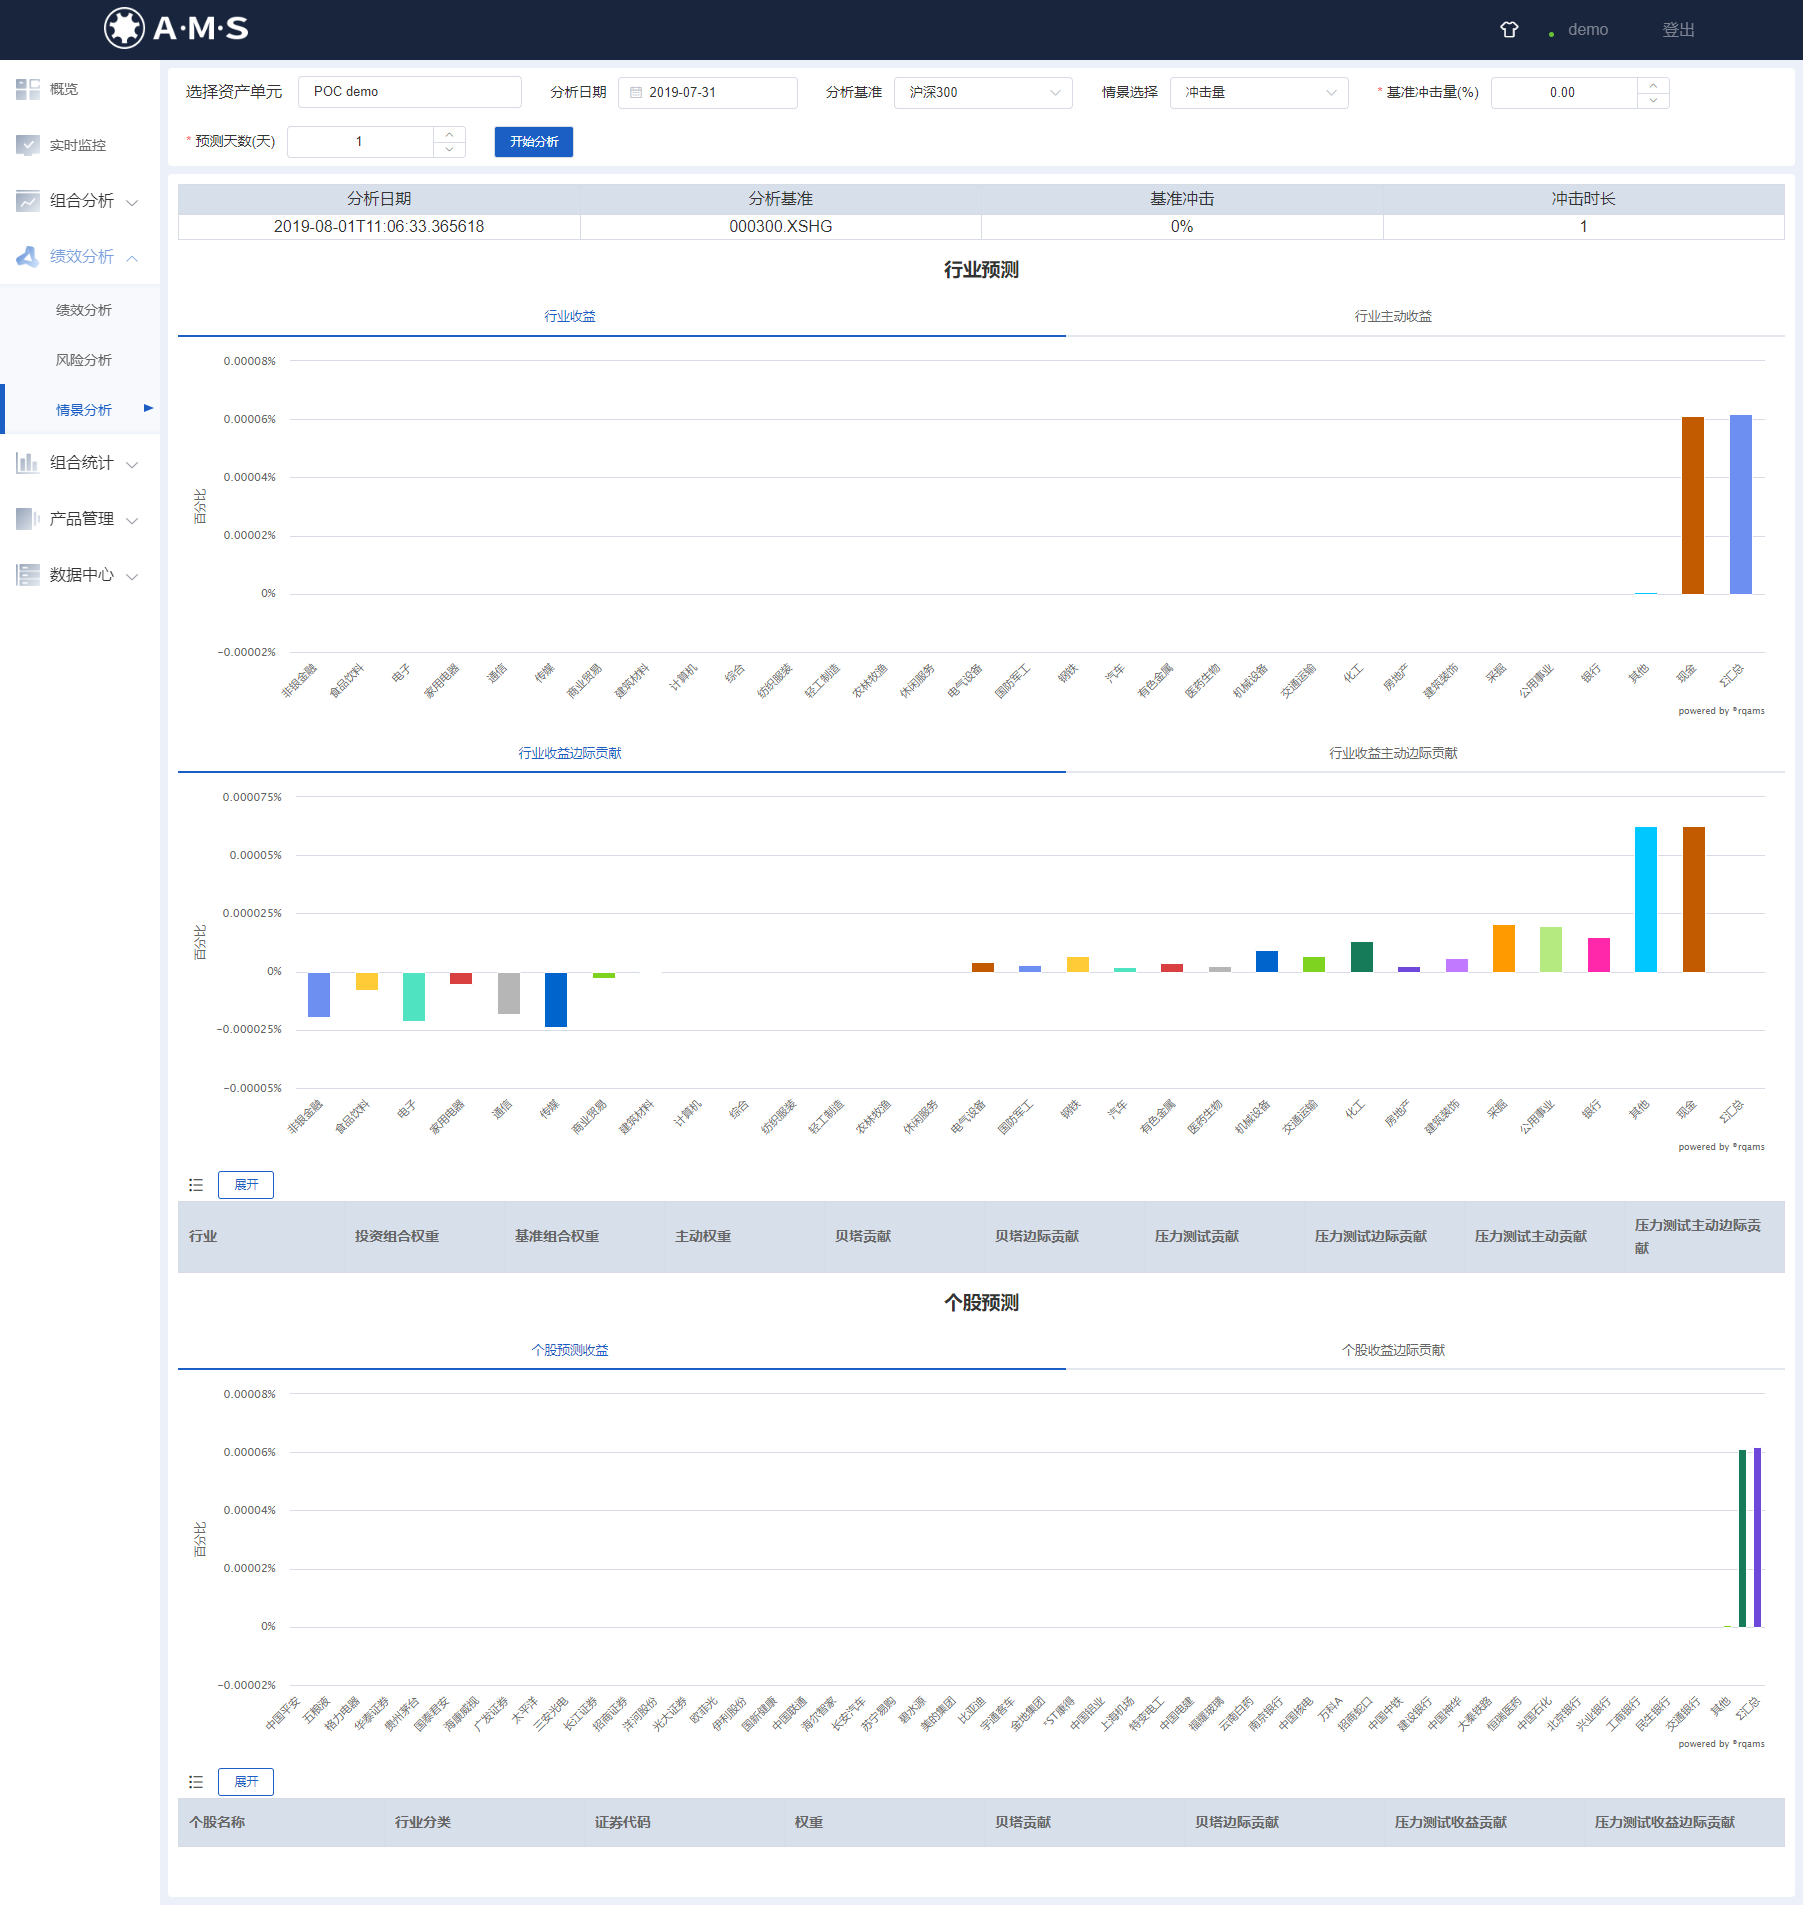 A·M·S
demo
登出
概览
实时监控
组合分析
绩效分析
绩效分析
风险分析
情景分析
组合统计
产品管理
数据中心
选择资产单元 POC demo 分析日期 2019-07-31 分析基准 沪深300 情景选择 冲击量 * 基准冲击量(%) 0.00
* 预测天数(天) 1 开始分析
分析日期 分析基准 基准冲击 冲击时长
2019-08-01T11:06:33.365618 000300.XSHG 0% 1
行业预测
行业收益 行业主动收益
0.00008%
0.00006%
0.00004%
0.00002%
0%
-0.00002%
百分比
非银金融 食品饮料 电子 家用电器 通信 传媒 商业贸易 建筑材料 计算机 综合 纺织服装 轻工制造 农林牧渔 休闲服务 电气设备 国防军工 钢铁 汽车 有色金属 医药生物 机械设备 交通运输 化工 房地产 建筑装饰 采掘 公用事业 银行 其他 现金 Σ汇总
powered by ®rqams
行业收益边际贡献 行业收益主动边际贡献
0.000075%
0.00005%
0.000025%
0%
-0.000025%
-0.00005%
百分比
非银金融 食品饮料 电子 家用电器 通信 传媒 商业贸易 建筑材料 计算机 综合 纺织服装 轻工制造 农林牧渔 休闲服务 电气设备 国防军工 钢铁 汽车 有色金属 医药生物 机械设备 交通运输 化工 房地产 建筑装饰 采掘 公用事业 银行 其他 现金 Σ汇总
powered by ®rqams
展开
行业 投资组合权重 基准组合权重 主动权重 贝塔贡献 贝塔边际贡献 压力测试贡献 压力测试边际贡献 压力测试主动贡献 压力测试主动边际贡
献
个股预测
个股预测收益 个股收益边际贡献
0.00008%
0.00006%
0.00004%
0.00002%
0%
-0.00002%
百分比
中国平安 五粮液 格力电器 华泰证券 贵州茅台 国泰君安 海康威视 广发证券 太平洋 三安光电 长江证券 招商证券 洋河股份 光大证券 欧菲光 伊利股份 国新健康 中国联通 海尔智家 长安汽车 苏宁易购 碧水源 美的集团 比亚迪 宇通客车 金地集团 *ST康得 中国铝业 上海机场 特变电工 中国电建 福耀玻璃 云南白药 南京银行 中国核电 万科A 招商蛇口 中国中铁 建设银行 中国神华 大秦铁路 恒瑞医药 中国石化 北京银行 兴业银行 工商银行 民生银行 交通银行 其他 Σ汇总
powered by ®rqams
展开
个股名称 行业分类 证券代码 权重 贝塔贡献 贝塔边际贡献 压力测试收益贡献 压力测试收益边际贡献